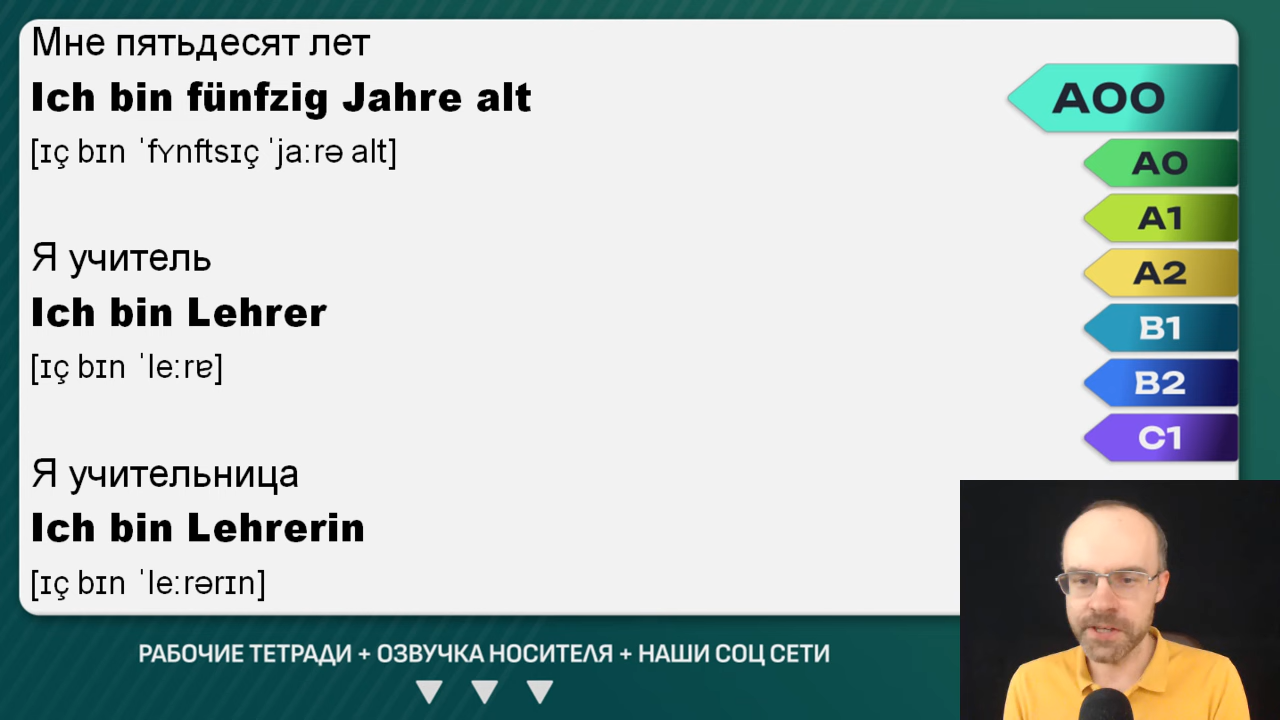 Мне пятьдесят лет
Ich bin fünfzig Jahre alt
[ɪç bɪn ˈfʏnftsɪç ˈjaːrə alt]
Я учитель
Ich bin Lehrer
[ɪç bɪn ˈleːrɐ]
Я учительница
Ich bin Lehrerin
[ɪç bɪn ˈleːrərɪn]
A00
A0
A1
A2
B1
B2
C1
РАБОЧИЕ ТЕТРАДИ + ОЗВУЧКА НОСИТЕЛЯ + НАШИ СОЦ СЕТИ